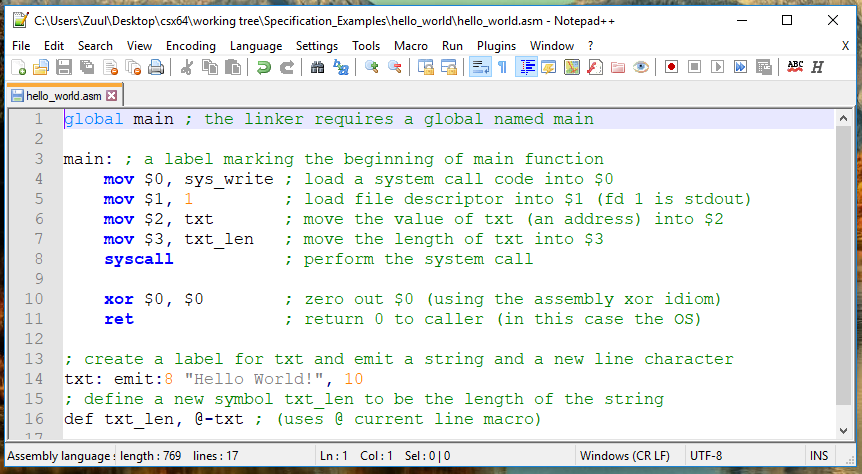 C:\Users\Zuul\Desktop\csx64\working tree\Specification_Examples\hello_world\hello_world.asm - Notepad++
File Edit Search View Encoding Language Settings Tools Macro Run Plugins Window ? X
ABC H
hello_world.asm
1 global main ; the linker requires a global named main
2
3 main: ; a label marking the beginning of main function
4 mov $0, sys_write ; load a system call code into $0
5 mov $1, 1 ; load file descriptor into $1 (fd 1 is stdout)
6 mov $2, txt ; move the value of txt (an address) into $2
7 mov $3, txt_len ; move the length of txt into $3
8 syscall ; perform the system call
9
10 xor $0, $0 ; zero out $0 (using the assembly xor idiom)
11 ret ; return 0 to caller (in this case the OS)
12
13 ; create a label for txt and emit a string and a new line character
14 txt: emit:8 "Hello World!", 10
15 ; define a new symbol txt_len to be the length of the string
16 def txt_len, @-txt ; (uses @ current line macro)
17
Assembly language s length : 769 lines : 17 Ln : 1 Col : 1 Sel : 0 | 0 Windows (CR LF) UTF-8 INS